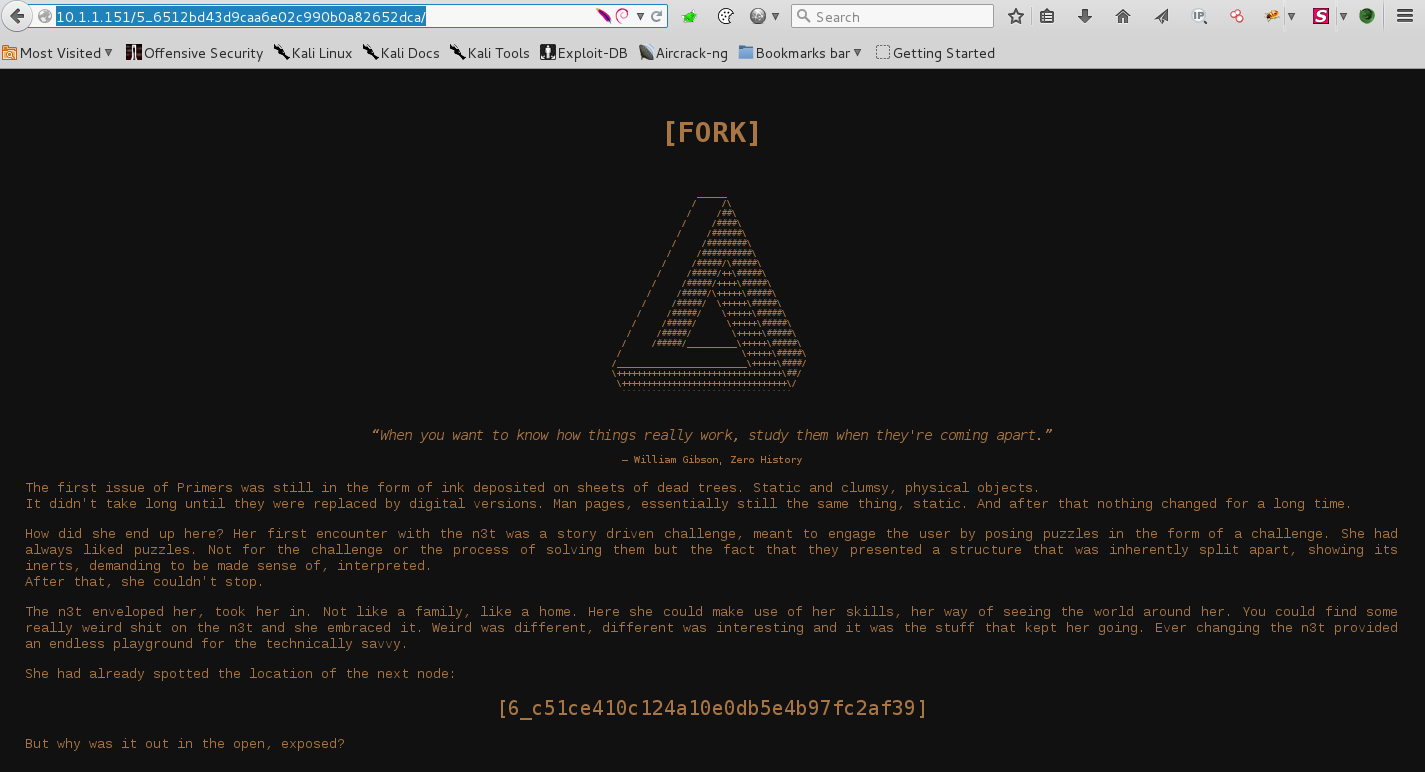 10.1.1.151/5_6512bd43d9caa6e02c990b0a82652dca/
Search
IP
S
Most Visited
Offensive Security
Kali Linux
Kali Docs
Kali Tools
Exploit-DB
Aircrack-ng
Bookmarks bar
Getting Started
[FORK]
“When you want to know how things really work, study them when they're coming apart.”
— William Gibson, Zero History
The first issue of Primers was still in the form of ink deposited on sheets of dead trees. Static and clumsy, physical objects.
It didn't take long until they were replaced by digital versions. Man pages, essentially still the same thing, static. And after that nothing changed for a long time.
How did she end up here? Her first encounter with the n3t was a story driven challenge, meant to engage the user by posing puzzles in the form of a challenge. She had
always liked puzzles. Not for the challenge or the process of solving them but the fact that they presented a structure that was inherently split apart, showing its
inerts, demanding to be made sense of, interpreted.
After that, she couldn't stop.
The n3t enveloped her, took her in. Not like a family, like a home. Here she could make use of her skills, her way of seeing the world around her. You could find some
really weird shit on the n3t and she embraced it. Weird was different, different was interesting and it was the stuff that kept her going. Ever changing the n3t provided
an endless playground for the technically savvy.
She had already spotted the location of the next node:
[6_c51ce410c124a10e0db5e4b97fc2af39]
But why was it out in the open, exposed?